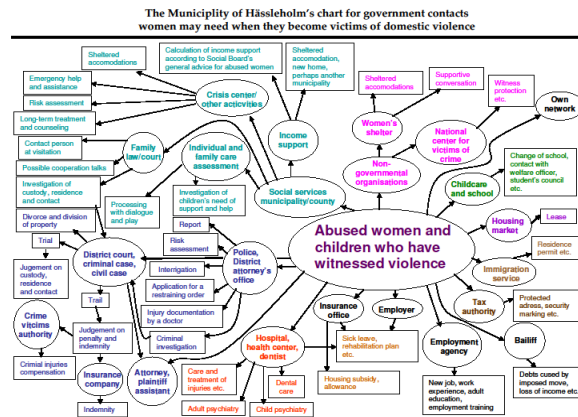 The Municiplity of Hässleholm's chart for government contacts
women may need when they become victims of domestic violence
Sheltered
accomodations
Calculation of income support
according to Social Board's
general advice for abused women
Sheltered
accomodation,
new home,
perhaps another
municipality
Sheltered
accomodations
Supportive
conversation
Witness
protection
etc.
Own
network
Emergency help
and assistance
Risk assessment
Long-term treatment
and counseling
Crisis center/
other acticivities
Contact person
at visitation
Family
law/court
Individual and
family care
assessment
Income
support
Women's
shelter
National
center for
victims of
crime
Change of school,
contact with
welfare officer,
student's council
etc.
Possible cooperation talks
Investigation of
custody, residence
and contact
Processing
with dialogue
and play
Investigation of
children's need of
support and help
Social services
municipality/county
Non-
governmental
organisations
Childcare
and school
Divorce and division
of property
Report
Housing
market
Lease
Trial
Risk
assessment
Abused women and
children who have
witnessed violence
District court,
criminal case,
civil case
Police,
District
attorney's
office
Residence
permit etc.
Interrigation
Immigration
service
Jugement on
custody,
residence
and contact
Application for a
restraining order
Trail
Insurance
office
Employer
Tax
authority
Protected
adress, security
marking etc.
Injury documentation
by a doctor
Crime
victims
authority
Judgement on
penalty and
indemnity
Criminal
investigation
Hospital,
health center,
dentist
Sick leave,
rehabilitation plan
etc.
Employment
agency
Bailiff
Criminal injuries
compensation
Insurance
company
Attorney,
plaintiff
assistant
Care and
treatment of
injuries etc.
Dental
care
Housing subsidy,
allowance
New job, work
experience, adult
education,
employment training
Debts cuced by
imposed move,
loss of income etc.
Indemnity
Adult psychiatry
Child psychiatry